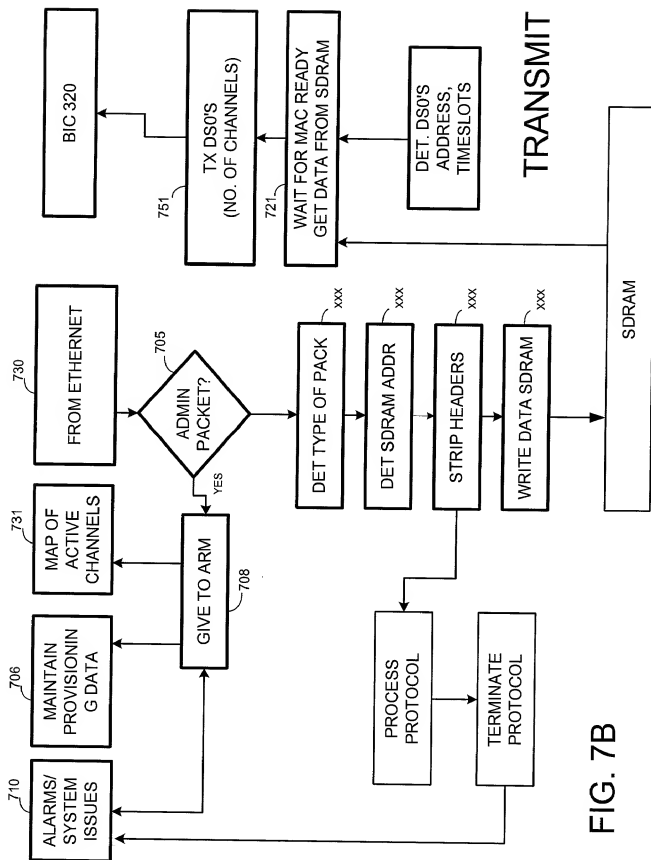 710
ALARMS/
SYSTEM
ISSUES
706
MAINTAIN
PROVISIONIN
G DATA
731
MAP OF
ACTIVE
CHANNELS
730
FROM ETHERNET
BIC 320
705
ADMIN
PACKET?
YES
GIVE TO ARM
708
751
TX DS0'S
(NO. OF CHANNELS)
721
WAIT FOR MAC READY
GET DATA FROM SDRAM
DET. DS0'S
ADDRESS,
TIMESLOTS
DET TYPE OF PACK
xxx
DET SDRAM ADDR
xxx
STRIP HEADERS
xxx
WRITE DATA SDRAM
xxx
PROCESS
PROTOCOL
TERMINATE
PROTOCOL
SDRAM
TRANSMIT
FIG. 7B